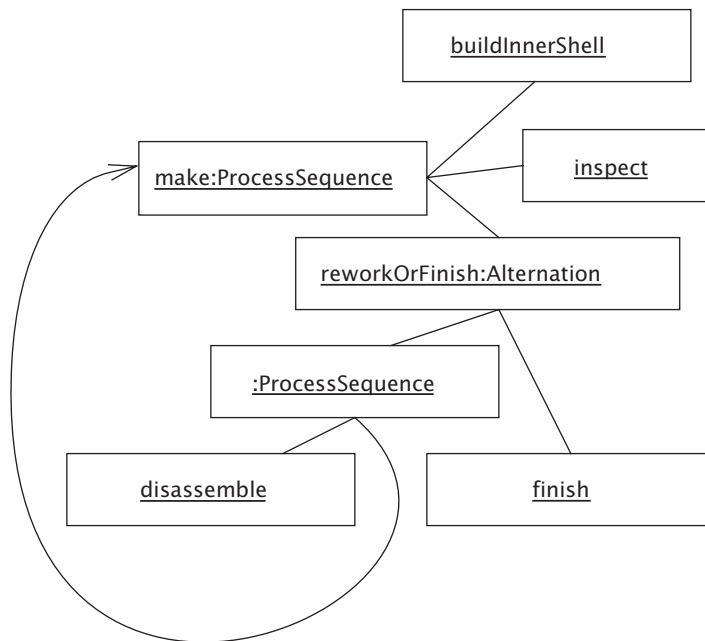 buildInnerShell
make:ProcessSequence
inspect
reworkOrFinish:Alternation
:ProcessSequence
disassemble
finish